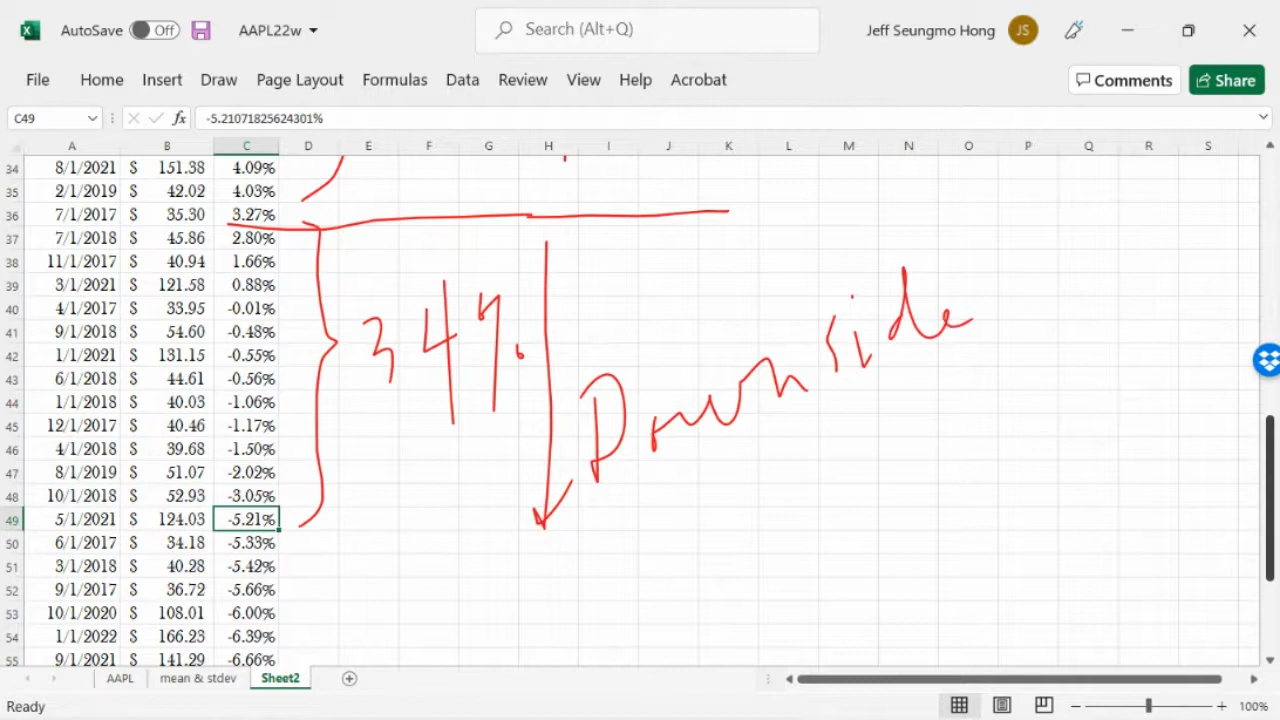 AutoSave Off AAPL22w Search (Alt+Q) Jeff Seungmo Hong JS
File Home Insert Draw Page Layout Formulas Data Review View Help Acrobat Comments Share
C49 fx -5.21071825624301%
A B C D E F G H I J K L M N O P Q R S
34 8/1/2021 $ 151.38 4.09%
35 2/1/2019 $ 42.02 4.03%
36 7/1/2017 $ 35.30 3.27%
37 7/1/2018 $ 45.86 2.80%
38 11/1/2017 $ 40.94 1.66%
39 3/1/2021 $ 121.58 0.88%
40 4/1/2017 $ 33.95 -0.01%
41 9/1/2018 $ 54.60 -0.48%
42 1/1/2021 $ 131.15 -0.55%
43 6/1/2018 $ 44.61 -0.56%
44 1/1/2018 $ 40.03 -1.06%
45 12/1/2017 $ 40.46 -1.17%
46 4/1/2018 $ 39.68 -1.50%
47 8/1/2019 $ 51.07 -2.02%
48 10/1/2018 $ 52.93 -3.05%
49 5/1/2021 $ 124.03 -5.21%
50 6/1/2017 $ 34.18 -5.33%
51 3/1/2018 $ 40.28 -5.42%
52 9/1/2017 $ 36.72 -5.66%
53 10/1/2020 $ 108.01 -6.00%
54 1/1/2022 $ 166.23 -6.39%
55 9/1/2021 $ 141.29 -6.66%
34%
Downside
AAPL mean & stdev Sheet2
Ready 100%